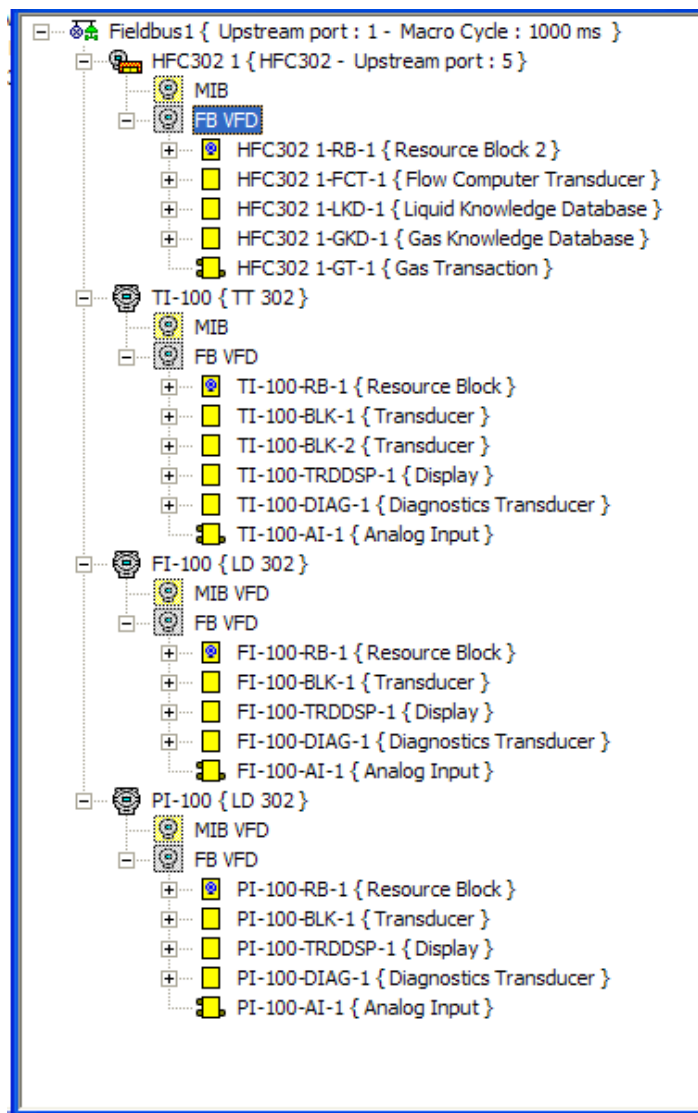 Fieldbus1 { Upstream port : 1 - Macro Cycle : 1000 ms }
HFC302 1 { HFC302 - Upstream port : 5 }
MIB
FB VFD
HFC302 1-RB-1 { Resource Block 2 }
HFC302 1-FCT-1 { Flow Computer Transducer }
HFC302 1-LKD-1 { Liquid Knowledge Database }
HFC302 1-GKD-1 { Gas Knowledge Database }
HFC302 1-GT-1 { Gas Transaction }
TI-100 { TT 302 }
MIB
FB VFD
TI-100-RB-1 { Resource Block }
TI-100-BLK-1 { Transducer }
TI-100-BLK-2 { Transducer }
TI-100-TRDDSP-1 { Display }
TI-100-DIAG-1 { Diagnostics Transducer }
TI-100-AI-1 { Analog Input }
FI-100 { LD 302 }
MIB VFD
FB VFD
FI-100-RB-1 { Resource Block }
FI-100-BLK-1 { Transducer }
FI-100-TRDDSP-1 { Display }
FI-100-DIAG-1 { Diagnostics Transducer }
FI-100-AI-1 { Analog Input }
PI-100 { LD 302 }
MIB VFD
FB VFD
PI-100-RB-1 { Resource Block }
PI-100-BLK-1 { Transducer }
PI-100-TRDDSP-1 { Display }
PI-100-DIAG-1 { Diagnostics Transducer }
PI-100-AI-1 { Analog Input }